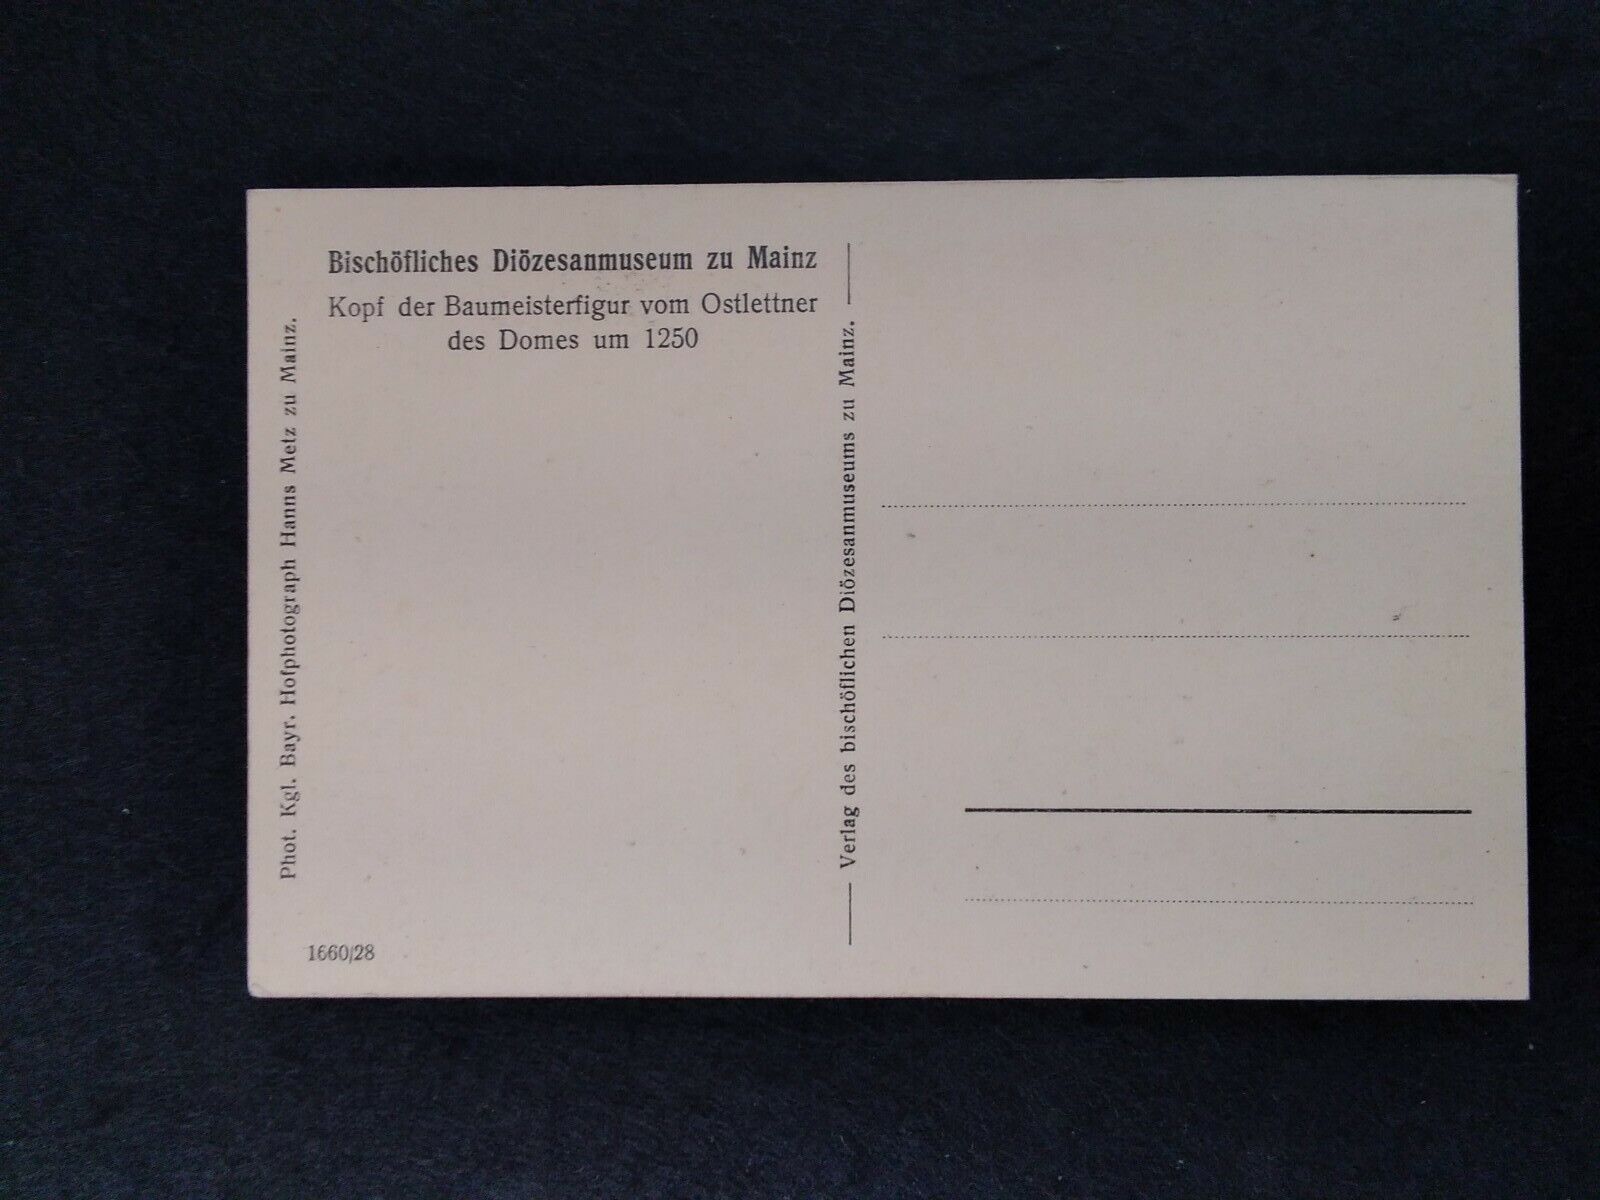 Bischöfliches Diözesanmuseum zu Mainz
Kopf der Baumeisterfigur vom Ostlettner
des Domes um 1250
Phot. Kgl. Bayr. Hofphotograph Hanns Metz zu Mainz.
1660/28
Verlag des bischöflichen Diözesanmuseums zu Mainz.